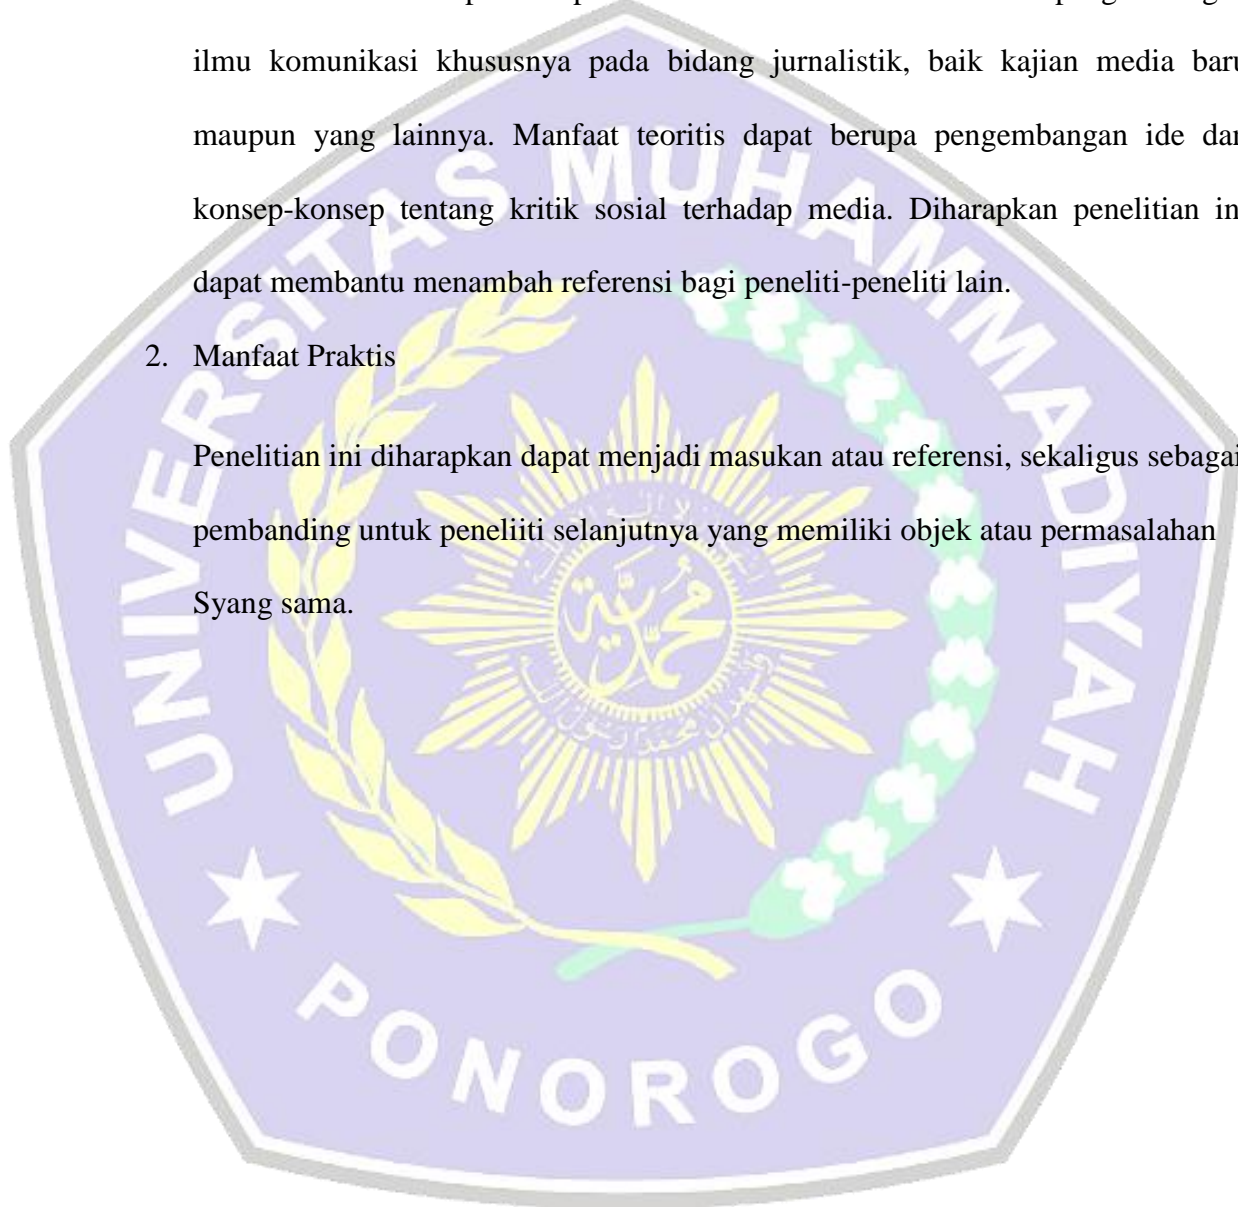 ilmu komunikasi khususnya pada bidang jurnalistik, baik kajian media baru
maupun yang lainnya. Manfaat teoritis dapat berupa pengembangan ide dan
konsep-konsep tentang kritik sosial terhadap media. Diharapkan penelitian ini
dapat membantu menambah referensi bagi peneliti-peneliti lain.
2. Manfaat Praktis
Penelitian ini diharapkan dapat menjadi masukan atau referensi, sekaligus sebagai
pembanding untuk peneliiti selanjutnya yang memiliki objek atau permasalahan
Syang sama.
UNIVERSITAS MUHAMMADIYAH
PONOROGO
محمدية